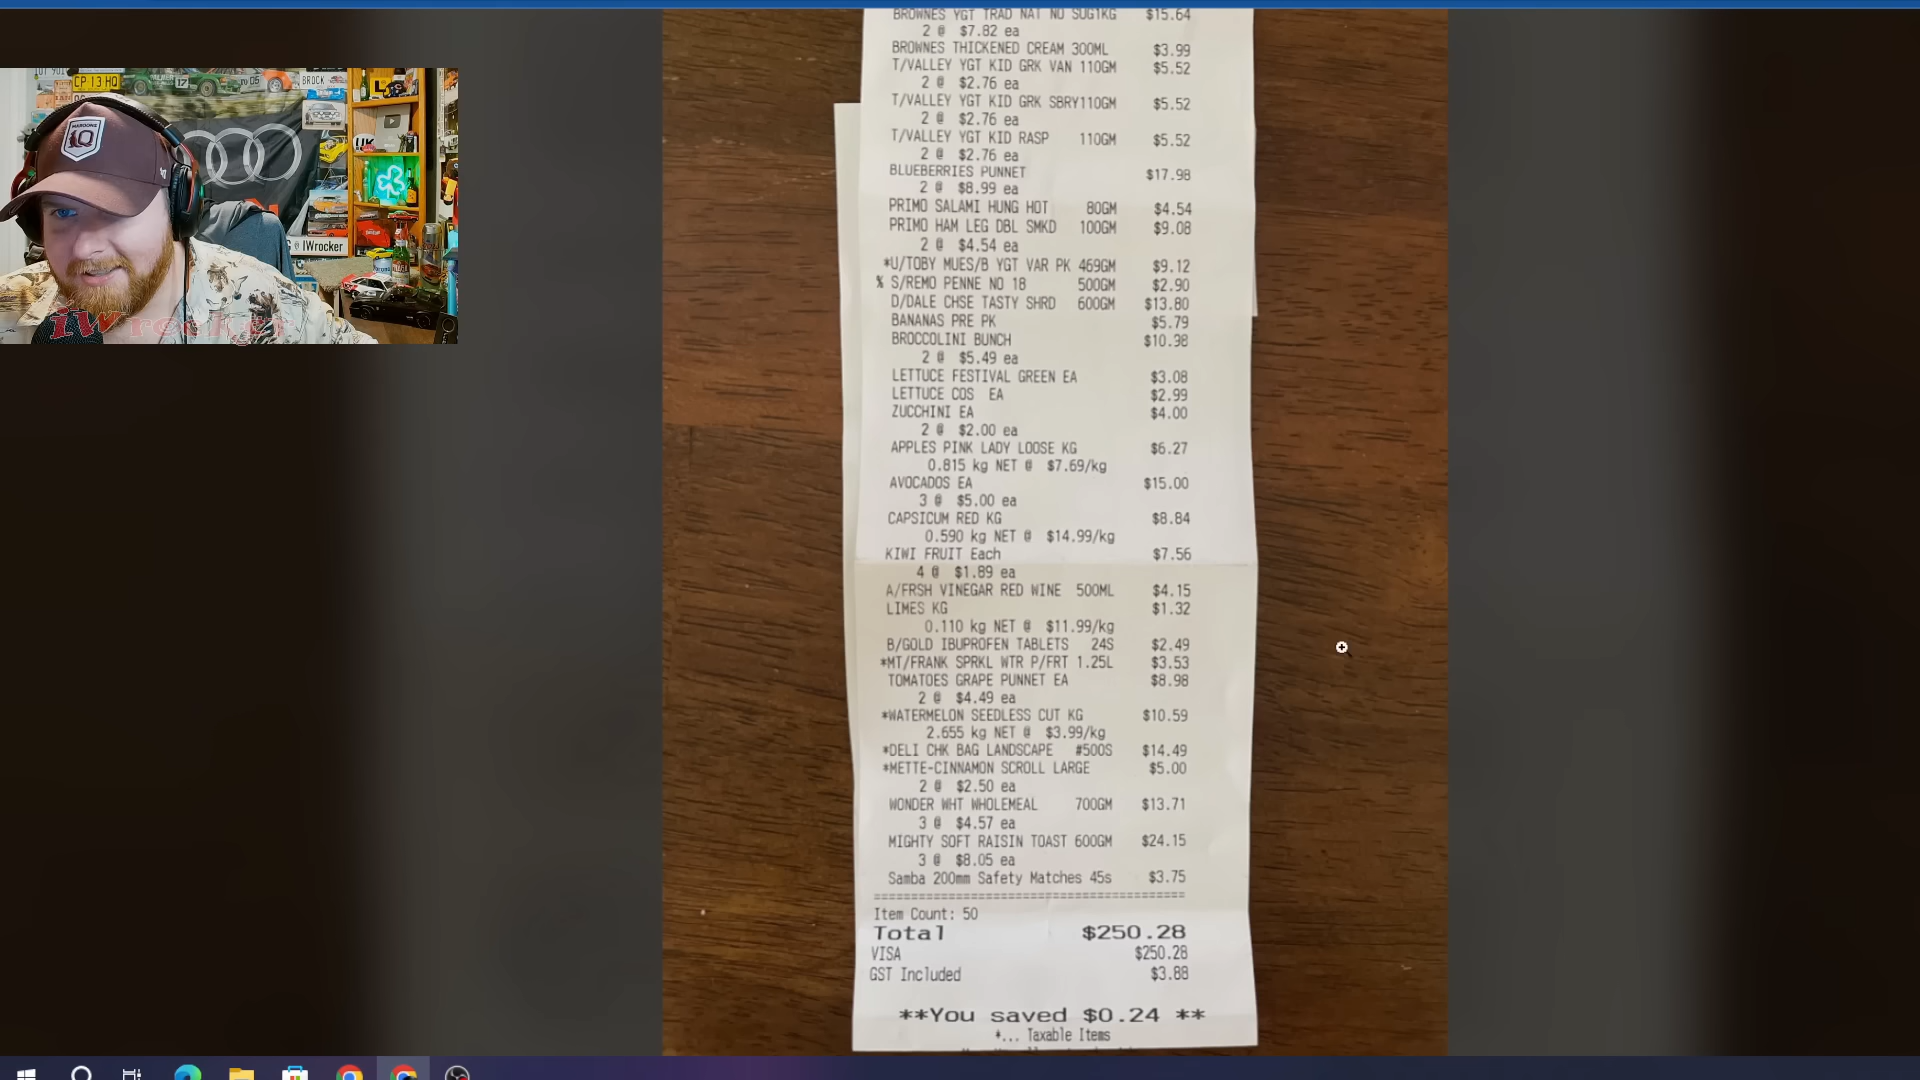 BROWNES YGT TRAD NAT NO SUG1KG $15.64
2 @ $7.82 ea
BROWNES THICKENED CREAM 300ML $3.99
T/VALLEY YGT KID GRK VAN 110GM $5.52
2 @ $2.76 ea
T/VALLEY YGT KID GRK SBRY110GM $5.52
2 @ $2.76 ea
T/VALLEY YGT KID RASP 110GM $5.52
2 @ $2.76 ea
BLUEBERRIES PUNNET $17.98
2 @ $8.99 ea
PRIMO SALAMI HUNG HOT 80GM $4.54
PRIMO HAM LEG DBL SMKD 100GM $9.08
2 @ $4.54 ea
*U/TOBY MUES/B YGT VAR PK 469GM $9.12
% S/REMO PENNE NO 18 500GM $2.90
D/DALE CHSE TASTY SHRD 600GM $13.80
BANANAS PRE PK $5.79
BROCCOLINI BUNCH $10.98
2 @ $5.49 ea
LETTUCE FESTIVAL GREEN EA $3.08
LETTUCE COS EA $2.99
ZUCCHINI EA $4.00
2 @ $2.00 ea
APPLES PINK LADY LOOSE KG $6.27
0.815 kg NET @ $7.69/kg
AVOCADOS EA $15.00
3 @ $5.00 ea
CAPSICUM RED KG $8.84
0.590 kg NET @ $14.99/kg
KIWI FRUIT Each $7.56
4 @ $1.89 ea
A/FRSH VINEGAR RED WINE 500ML $4.15
LIMES KG $1.32
0.110 kg NET @ $11.99/kg
B/GOLD IBUPROFEN TABLETS 24S $2.49
*MT/FRANK SPRKL WTR P/FRT 1.25L $3.53
TOMATOES GRAPE PUNNET EA $8.98
2 @ $4.49 ea
*WATERMELON SEEDLESS CUT KG $10.59
2.655 kg NET @ $3.99/kg
*DELI CHK BAG LANDSCAPE #500S $14.49
*METTE-CINNAMON SCROLL LARGE $5.00
2 @ $2.50 ea
WONDER WHT WHOLEMEAL 700GM $13.71
3 @ $4.57 ea
MIGHTY SOFT RAISIN TOAST 600GM $24.15
3 @ $8.05 ea
Samba 200mm Safety Matches 45s $3.75
Item Count: 50
Total $250.28
VISA $250.28
GST Included $3.88
**You saved $0.24 **
*... Taxable Items
CP 13 HQ
17
05
BROCK
L
UK
MAROONS
Q
@ IWrocker
iWrocker